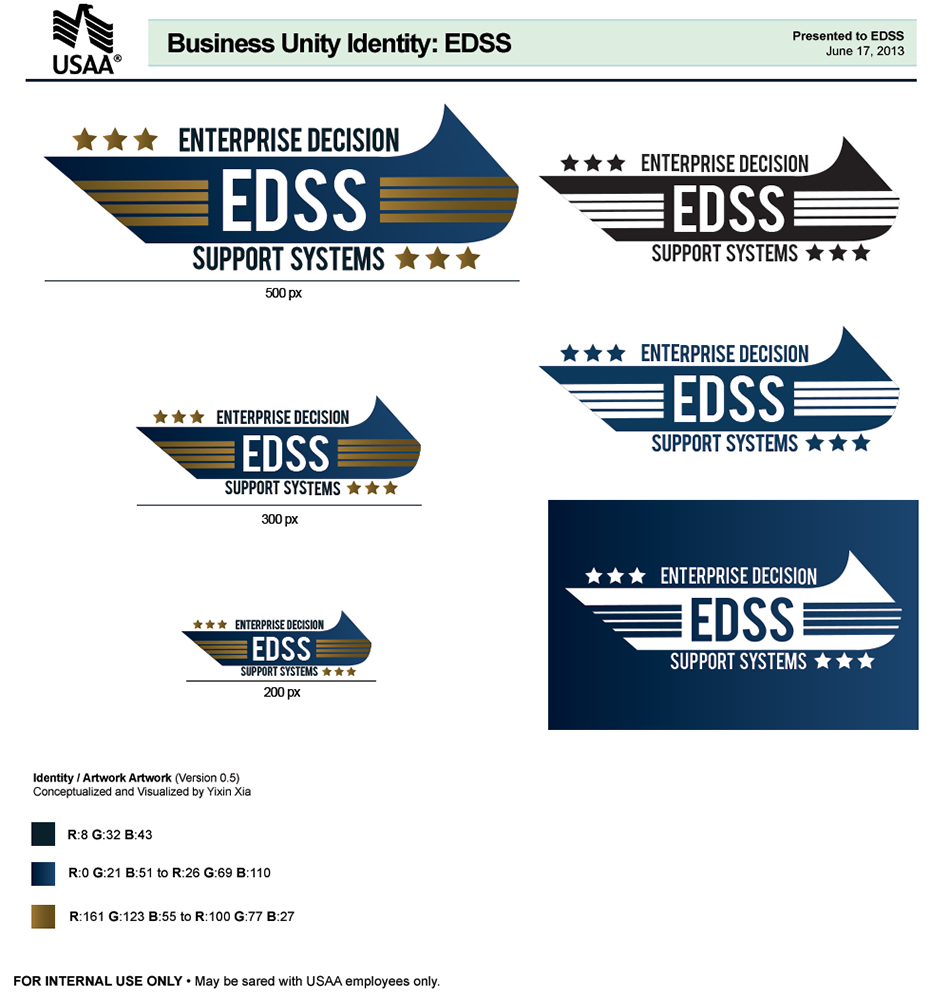 USAA®
Business Unity Identity: EDSS
Presented to EDSS
June 17, 2013
ENTERPRISE DECISION
EDSS
SUPPORT SYSTEMS
500 px
ENTERPRISE DECISION
EDSS
SUPPORT SYSTEMS
ENTERPRISE DECISION
EDSS
SUPPORT SYSTEMS
ENTERPRISE DECISION
EDSS
SUPPORT SYSTEMS
300 px
ENTERPRISE DECISION
EDSS
SUPPORT SYSTEMS
ENTERPRISE DECISION
EDSS
SUPPORT SYSTEMS
200 px
Identity / Artwork Artwork (Version 0.5)
Conceptualized and Visualized by Yixin Xia
R:8 G:32 B:43
R:0 G:21 B:51 to R:26 G:69 B:110
R:161 G:123 B:55 to R:100 G:77 B:27
FOR INTERNAL USE ONLY • May be sared with USAA employees only.